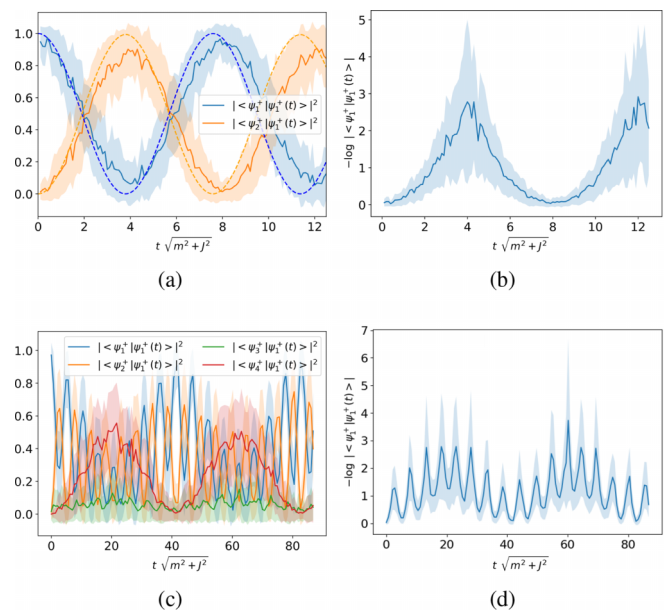 1.0
0.8
0.6
0.4
0.2
0.0
0 2 4 6 8 10 12
t √m²+J²
|<ψ₁⁺|ψ₁⁺(t)>|²
|<ψ₂⁺|ψ₁⁺(t)>|²
(a)
5
4
3
2
1
0
−log |<ψ₁⁺|ψ₁⁺(t)>|
0 2 4 6 8 10 12
t √m²+J²
(b)
|<ψ₁⁺|ψ₁⁺(t)>|² |<ψ₃⁺|ψ₁⁺(t)>|²
|<ψ₂⁺|ψ₁⁺(t)>|² |<ψ₄⁺|ψ₁⁺(t)>|²
1.0
0.8
0.6
0.4
0.2
0.0
0 20 40 60 80
t √m²+J²
(c)
7
6
5
4
3
2
1
0
−log |<ψ₁⁺|ψ₁⁺(t)>|
0 20 40 60 80
t √m²+J²
(d)